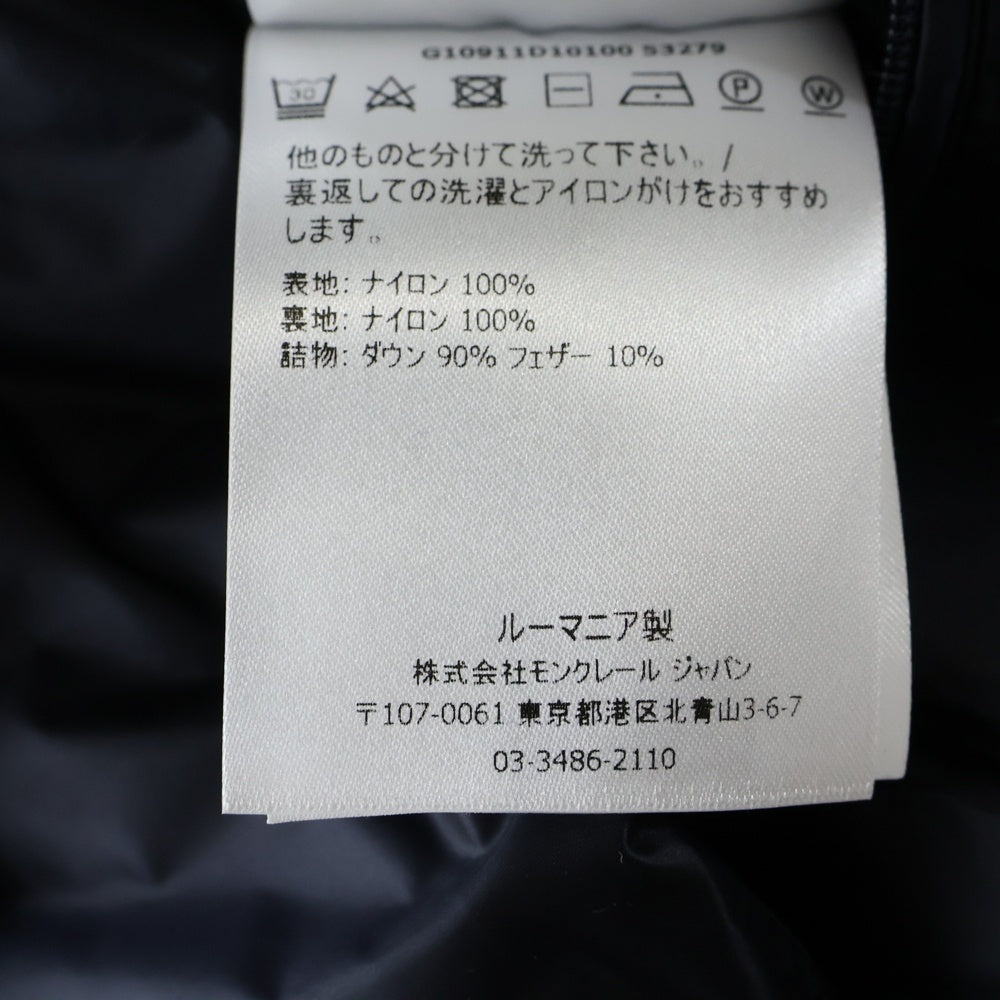 G10911D10100 53279
30 P W
他のものと分けて洗って下さい。/
裏返しての洗濯とアイロンがけをおすすめ
します。
表地: ナイロン 100%
裏地: ナイロン 100%
詰物: ダウン 90% フェザー 10%
ルーマニア製
株式会社モンクレール ジャパン
〒107-0061 東京都港区北青山3-6-7
03-3486-2110